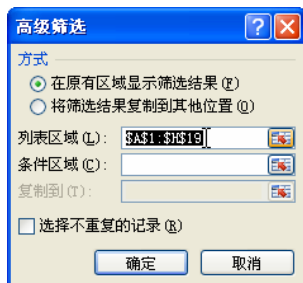 高级筛选
方式
在原有区域显示筛选结果(F)
将筛选结果复制到其他位置(O)
列表区域(L): $A$1:$H$19
条件区域(C):
复制到(T):
选择不重复的记录(R)
确定 取消